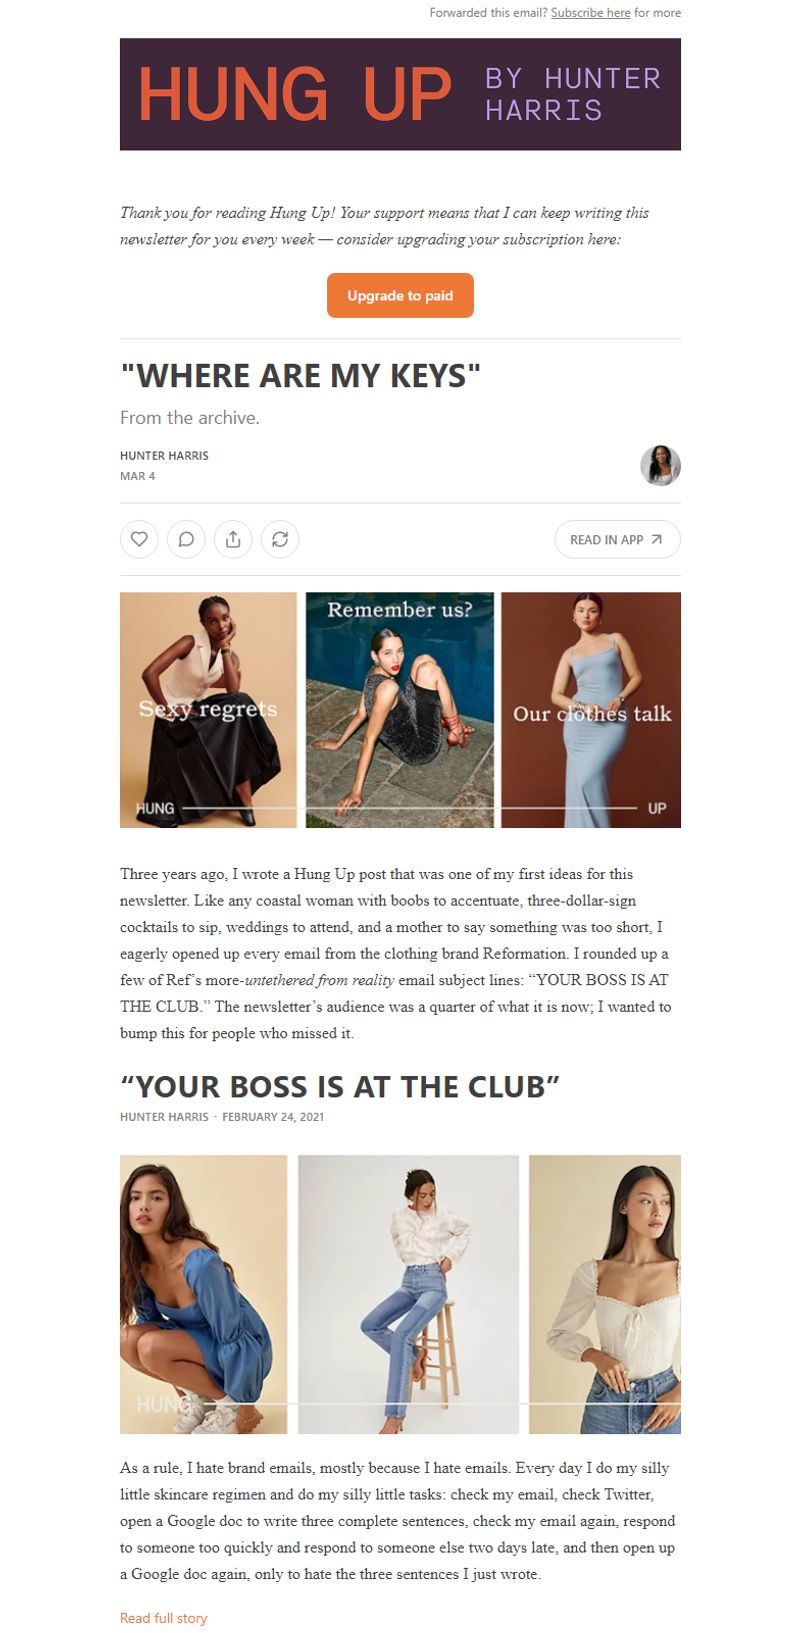 Forwarded this email? Subscribe here for more
HUNG UP
BY HUNTER
HARRIS
Thank you for reading Hung Up! Your support means that I can keep writing this
newsletter for you every week — consider upgrading your subscription here:
Upgrade to paid
"WHERE ARE MY KEYS"
From the archive.
HUNTER HARRIS
MAR 4
READ IN APP
Remember us?
Sexy regrets
Our clothes talk
HUNG
UP
Three years ago, I wrote a Hung Up post that was one of my first ideas for this
newsletter. Like any coastal woman with boobs to accentuate, three-dollar-sign
cocktails to sip, weddings to attend, and a mother to say something was too short, I
eagerly opened up every email from the clothing brand Reformation. I rounded up a
few of Ref’s more-untethered from reality email subject lines: “YOUR BOSS IS AT
THE CLUB.” The newsletter’s audience was a quarter of what it is now; I wanted to
bump this for people who missed it.
“YOUR BOSS IS AT THE CLUB”
HUNTER HARRIS · FEBRUARY 24, 2021
HUNG
As a rule, I hate brand emails, mostly because I hate emails. Every day I do my silly
little skincare regimen and do my silly little tasks: check my email, check Twitter,
open a Google doc to write three complete sentences, check my email again, respond
to someone too quickly and respond to someone else two days late, and then open up
a Google doc again, only to hate the three sentences I just wrote.
Read full story